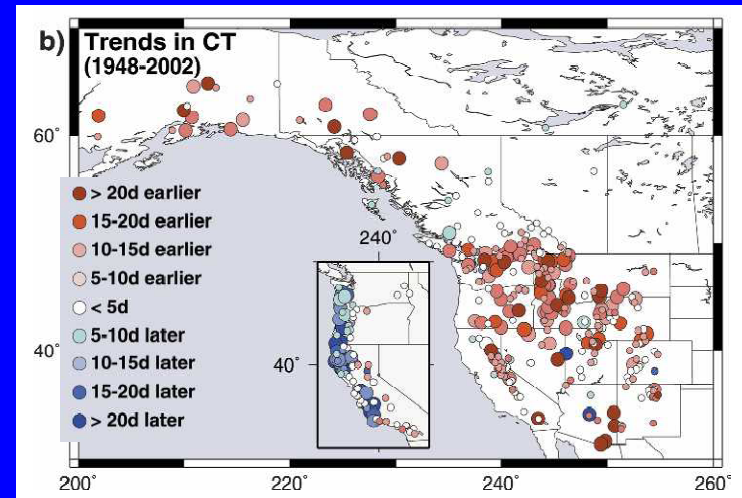 b) Trends in CT
(1948-2002)
60°
> 20d earlier
15-20d earlier
10-15d earlier
5-10d earlier
< 5d
5-10d later
10-15d later
15-20d later
> 20d later
240°
40°
40°
200°
220°
240°
260°